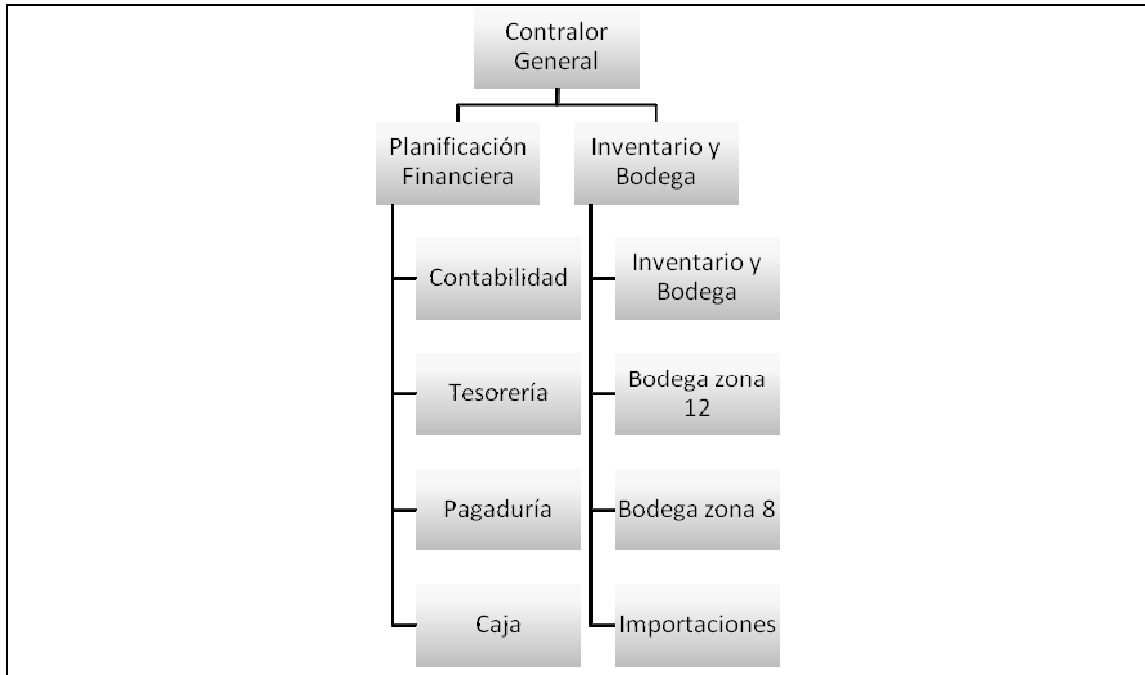 Contralor
General
Planificación
Financiera
Inventario y
Bodega
Contabilidad
Inventario y
Bodega
Tesorería
Bodega zona
12
Pagaduría
Bodega zona 8
Caja
Importaciones